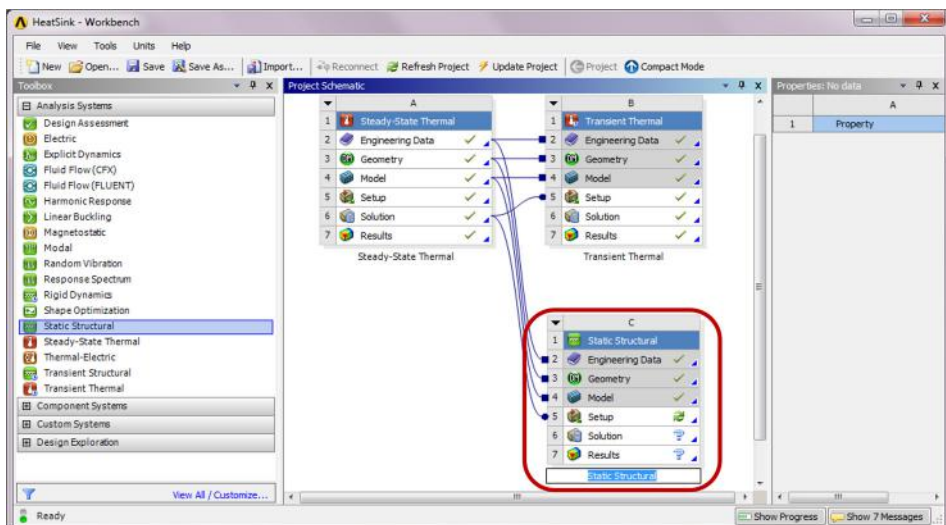 HeatSink - Workbench
File View Tools Units Help
New Open... Save Save As... Import... Reconnect Refresh Project Update Project Project Compact Mode
Toolbox
Analysis Systems
Design Assessment
Electric
Explicit Dynamics
Fluid Flow (CFX)
Fluid Flow (FLUENT)
Harmonic Response
Linear Buckling
Magnetostatic
Modal
Random Vibration
Response Spectrum
Rigid Dynamics
Shape Optimization
Static Structural
Steady-State Thermal
Thermal-Electric
Transient Structural
Transient Thermal
Component Systems
Custom Systems
Design Exploration
View All / Customize...
Project Schematic
A
1 Steady-State Thermal
2 Engineering Data
3 Geometry
4 Model
5 Setup
6 Solution
7 Results
Steady-State Thermal
B
1 Transient Thermal
2 Engineering Data
3 Geometry
4 Model
5 Setup
6 Solution
7 Results
Transient Thermal
C
1 Static Structural
2 Engineering Data
3 Geometry
4 Model
5 Setup
6 Solution
7 Results
Static Structural
Properties: No data
A
1 Property
Ready
Show Progress Show 7 Messages